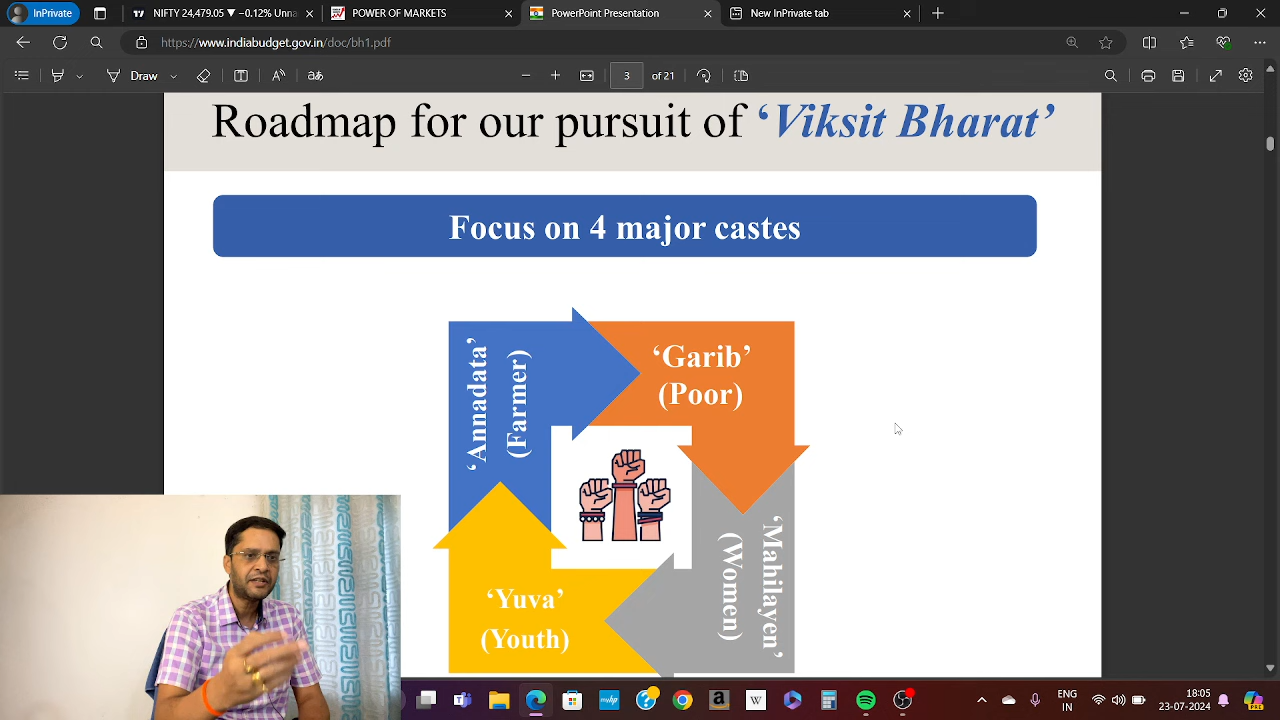 InPrivate
NIFTY 24,479.05 ▼ −0.12% Unna
POWER OF MARKETS
PowerPoint Presentation
New InPrivate tab
https://www.indiabudget.gov.in/doc/bh1.pdf
Draw
3 of 21
Roadmap for our pursuit of ‘Viksit Bharat’
Focus on 4 major castes
‘Annadata’
(Farmer)
‘Garib’
(Poor)
‘Mahilayen’
(Women)
‘Yuva’
(Youth)
ENG
IN
18:05
23-07-2024